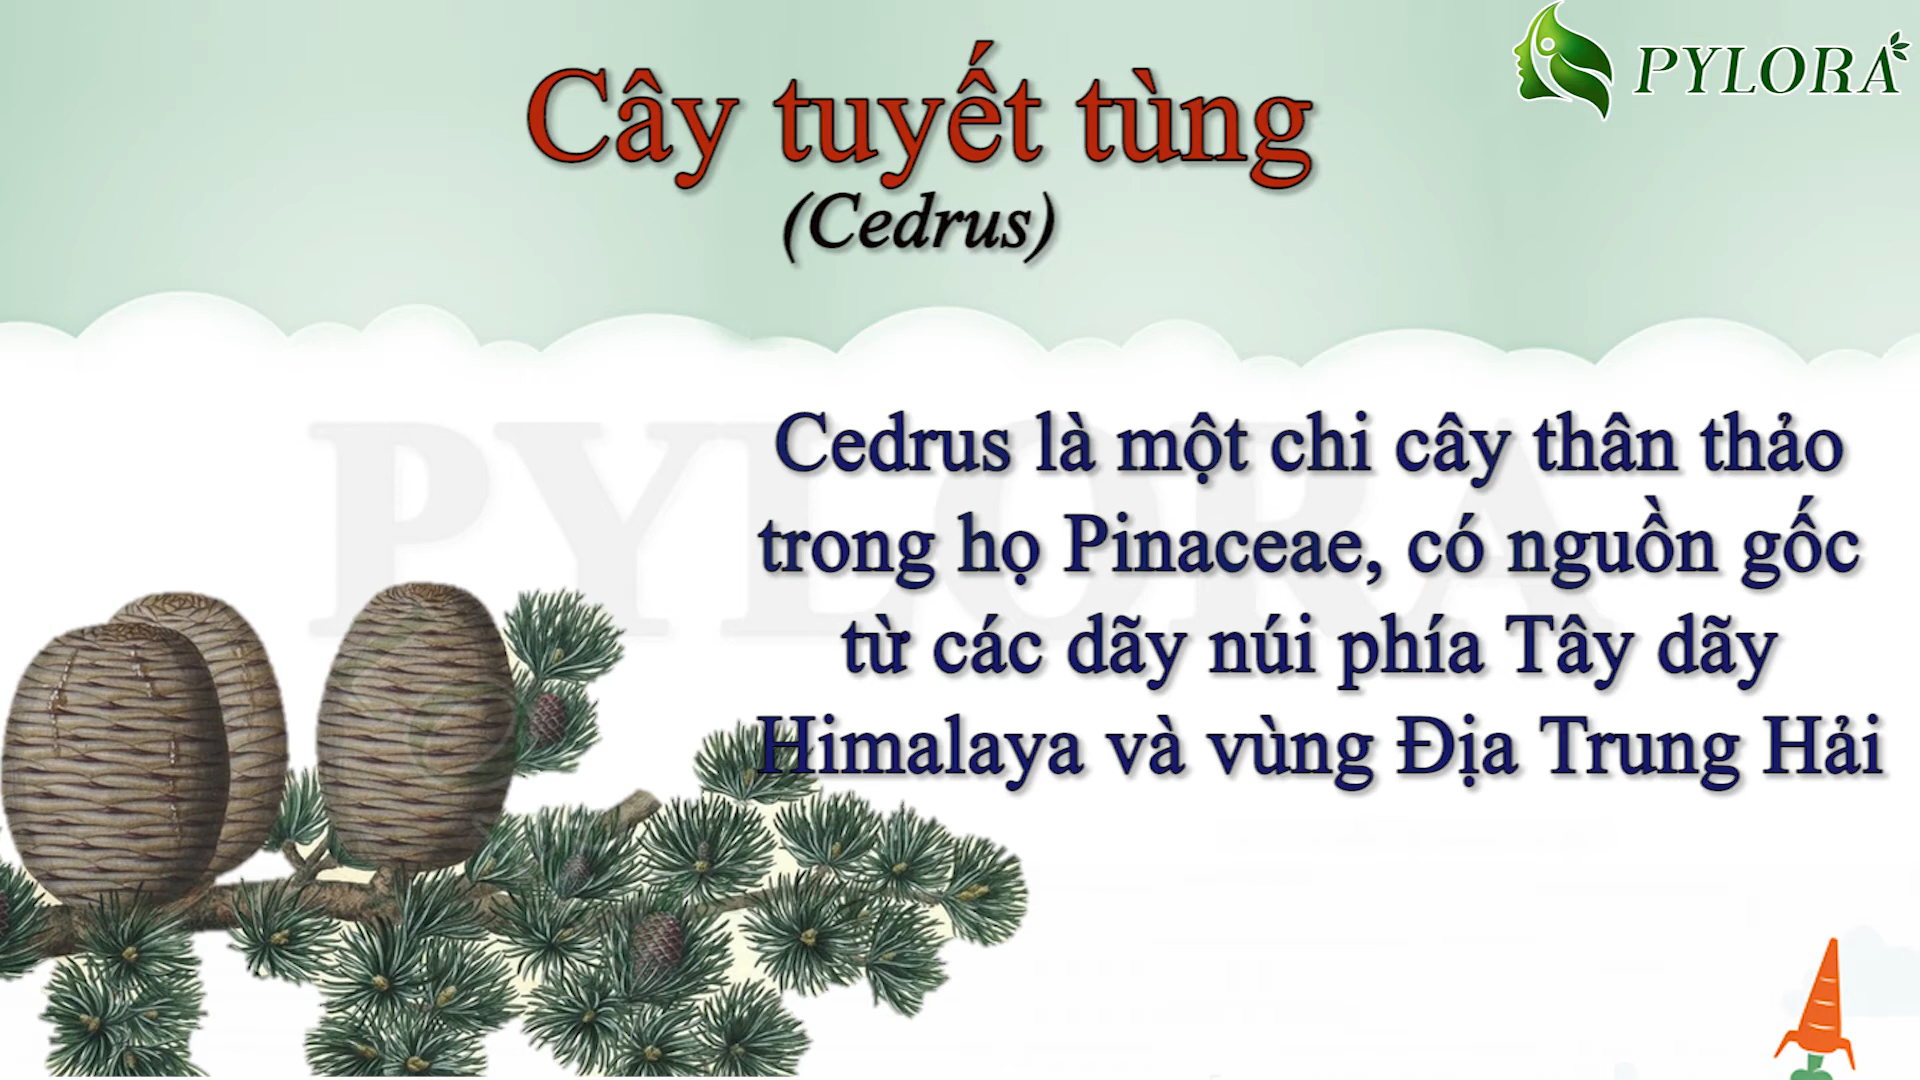 PYLORA
Cây tuyết tùng
(Cedrus)
PYLORA
Cedrus là một chi cây thân thảo
trong họ Pinaceae, có nguồn gốc
từ các dãy núi phía Tây dãy
Himalaya và vùng Địa Trung Hải